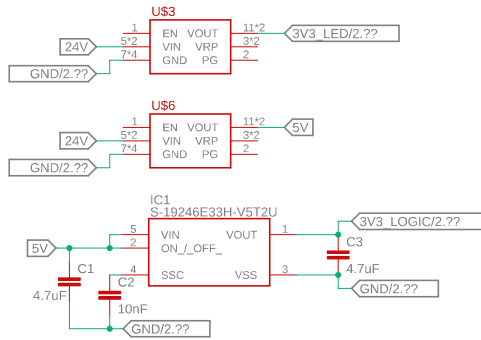 U$3
1 EN VOUT 11*2 3V3_LED/2.??
24V 5*2 VIN VRP 3*2
GND/2.?? 7*4 GND PG 2
U$6
1 EN VOUT 11*2 5V
24V 5*2 VIN VRP 3*2
GND/2.?? 7*4 GND PG 2
IC1
S-19246E33H-V5T2U
5 VIN VOUT 1 3V3_LOGIC/2.??
5V 2 ON_/_OFF_ C3
C1 4 SSC VSS 3 4.7uF
C2 GND/2.??
4.7uF 10nF
GND/2.??